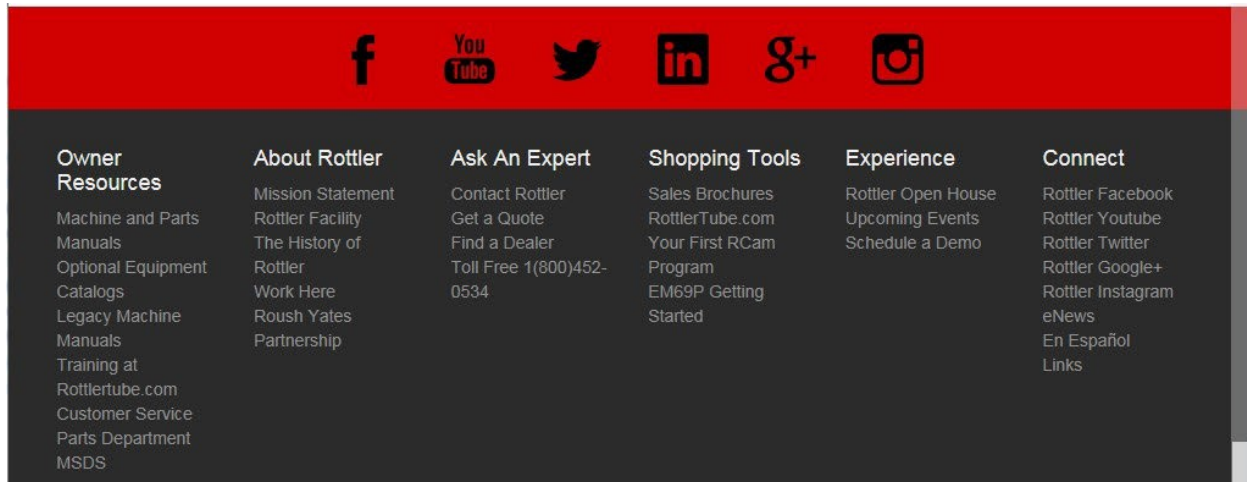 f
You
Tube
in
g+
Owner
Resources
Machine and Parts
Manuals
Optional Equipment
Catalogs
Legacy Machine
Manuals
Training at
Rottlertube.com
Customer Service
Parts Department
MSDS
About Rottler
Mission Statement
Rottler Facility
The History of
Rottler
Work Here
Roush Yates
Partnership
Ask An Expert
Contact Rottler
Get a Quote
Find a Dealer
Toll Free 1(800)452-
0534
Shopping Tools
Sales Brochures
RottlerTube.com
Your First RCam
Program
EM69P Getting
Started
Experience
Rottler Open House
Upcoming Events
Schedule a Demo
Connect
Rottler Facebook
Rottler Youtube
Rottler Twitter
Rottler Google+
Rottler Instagram
eNews
En Español
Links